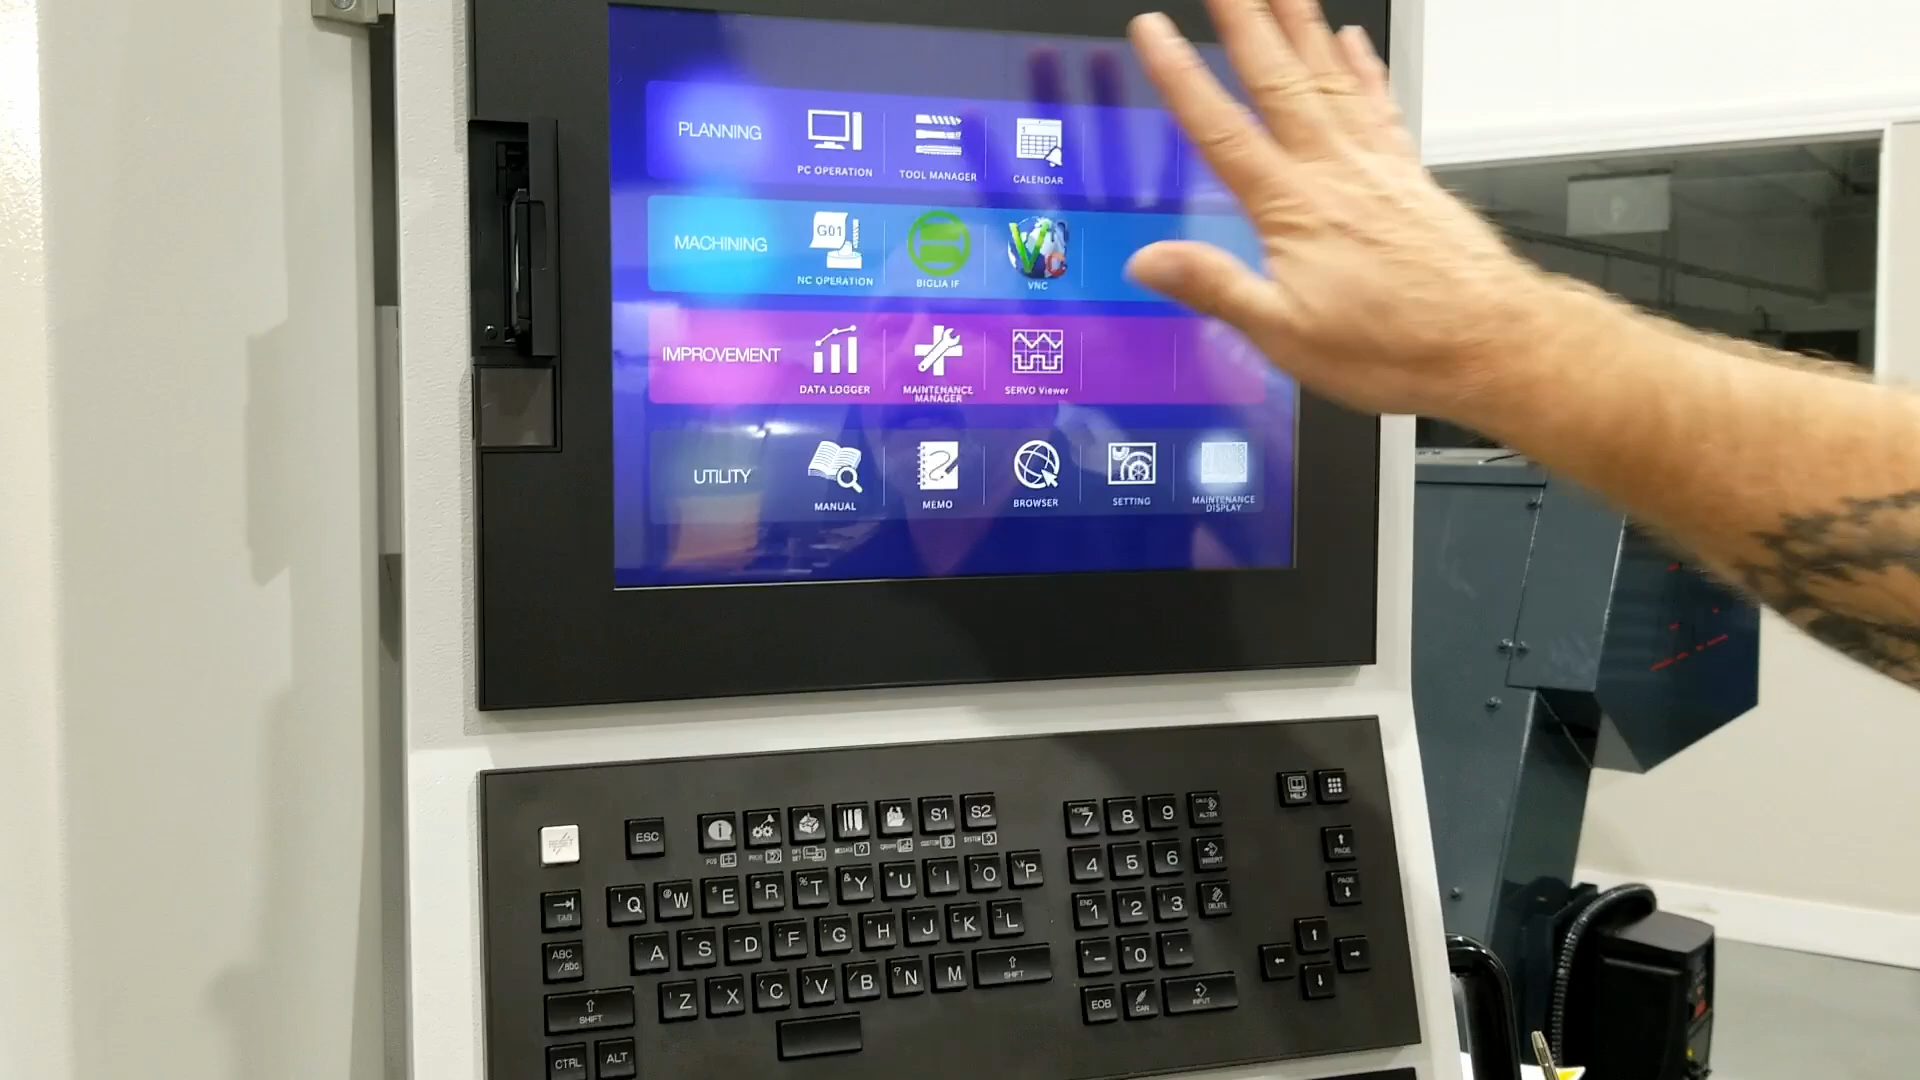 PLANNING
PC OPERATION
TOOL MANAGER
1
CALENDAR
MACHINING
G01
NC OPERATION
BIGLIA IF
VNC
IMPROVEMENT
DATA LOGGER
MAINTENANCE
MANAGER
SERVO Viewer
UTILITY
MANUAL
MEMO
BROWSER
SETTING
MAINTENANCE
DISPLAY
RESET
ESC
S1
S2
POS
PROG
MESSAGE ?
GRAPH
CUSTOM
SYSTEM
HOME 7 8 9
ALTER
HELP
TAB
Q W E R T Y U I O P
4 5 6
INSERT
PAGE
PAGE
ABC
/abc
A S D F G H J K L
END 1 2 3
DELETE
SHIFT
Z X C V B N M
SHIFT
- 0 .
CTRL
ALT
EOB
CAN
INPUT